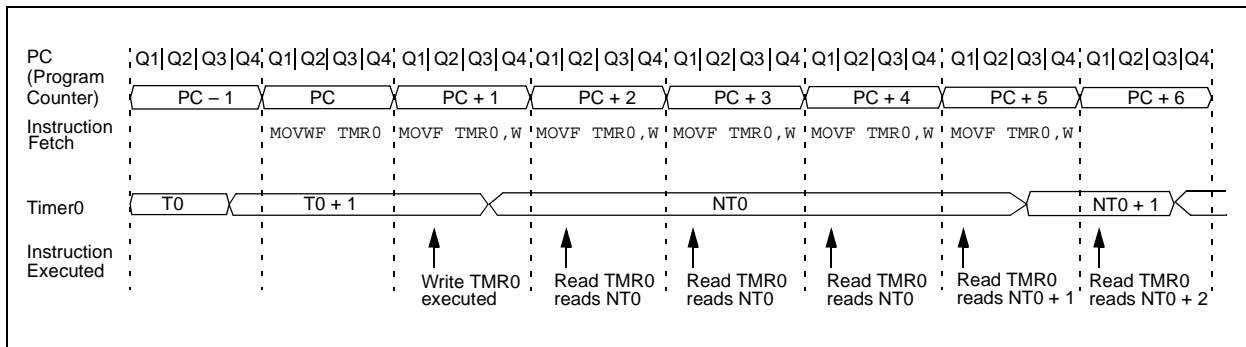 PC
(Program
Counter)
Q1 Q2 Q3 Q4 Q1 Q2 Q3 Q4 Q1 Q2 Q3 Q4 Q1 Q2 Q3 Q4 Q1 Q2 Q3 Q4 Q1 Q2 Q3 Q4 Q1 Q2 Q3 Q4 Q1 Q2 Q3 Q4
PC – 1 PC PC + 1 PC + 2 PC + 3 PC + 4 PC + 5 PC + 6
Instruction
Fetch
MOVWF TMR0 MOVF TMR0,W MOVF TMR0,W MOVF TMR0,W MOVF TMR0,W MOVF TMR0,W
Timer0
T0 T0 + 1 NT0 NT0 + 1
Instruction
Executed
Write TMR0
executed
Read TMR0
reads NT0
Read TMR0
reads NT0
Read TMR0
reads NT0
Read TMR0
reads NT0 + 1
Read TMR0
reads NT0 + 2